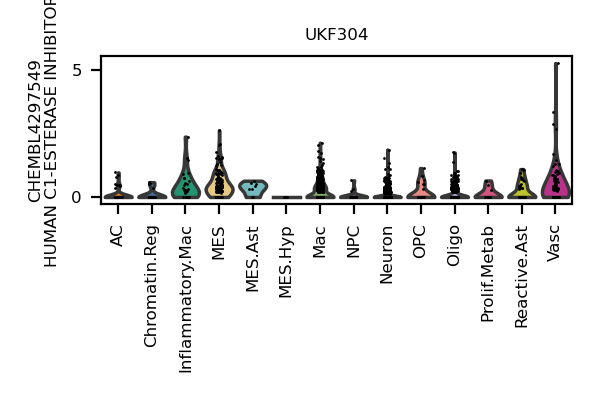 UKF304
CHEMBL4297549
HUMAN C1-ESTERASE INHIBITOR
5
0
AC
Chromatin.Reg
Inflammatory.Mac
MES
MES.Ast
MES.Hyp
Mac
NPC
Neuron
OPC
Oligo
Prolif.Metab
Reactive.Ast
Vasc